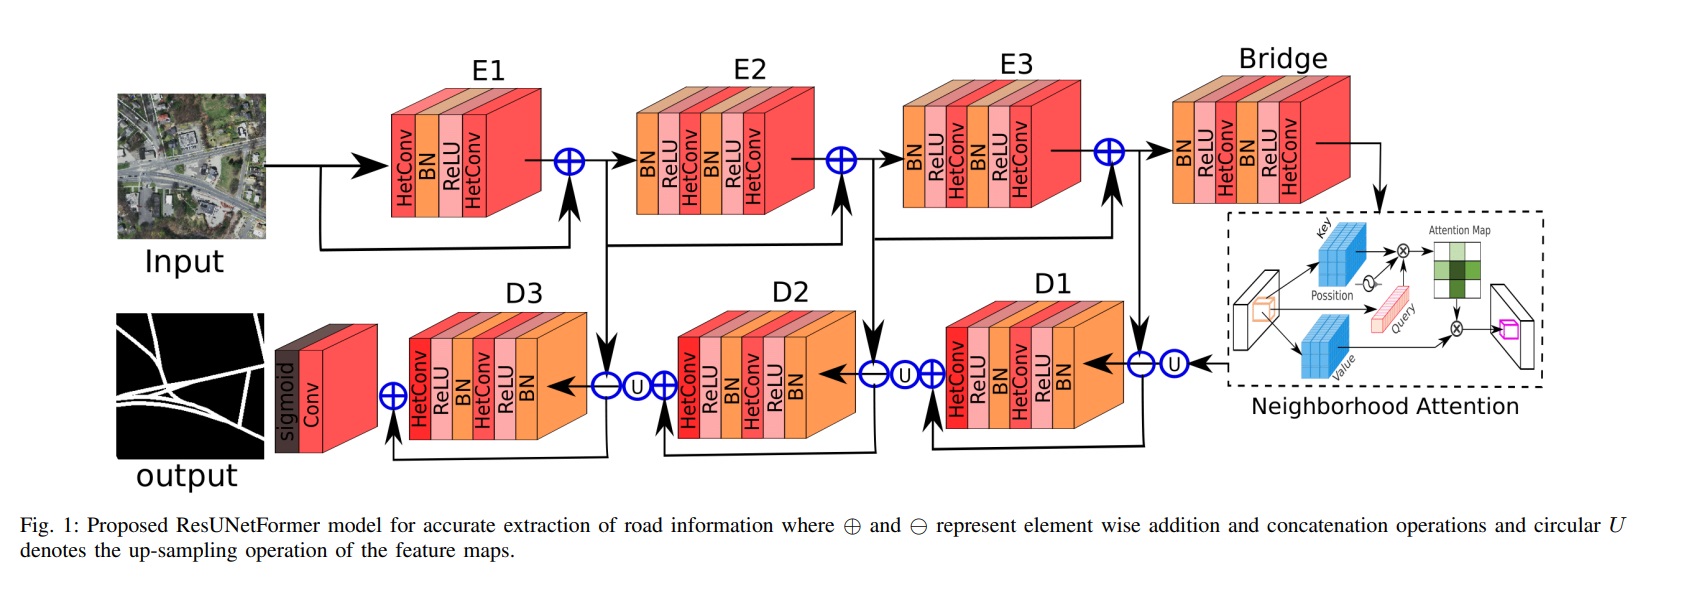 E1
E2
E3
Bridge
HetConv
BN
ReLU
HetConv
BN
ReLU
HetConv
BN
ReLU
HetConv
BN
ReLU
HetConv
BN
ReLU
HetConv
BN
ReLU
HetConv
BN
ReLU
HetConv
Input
Key
Attention Map
Possition
Query
Value
Neighborhood Attention
D3
D2
D1
sigmoid
Conv
HetConv
ReLU
BN
HetConv
ReLU
BN
U
HetConv
ReLU
BN
HetConv
ReLU
BN
U
HetConv
ReLU
BN
HetConv
ReLU
BN
U
output
Fig. 1: Proposed ResUNetFormer model for accurate extraction of road information where ⊕ and ⊖ represent element wise addition and concatenation operations and circular U
denotes the up-sampling operation of the feature maps.